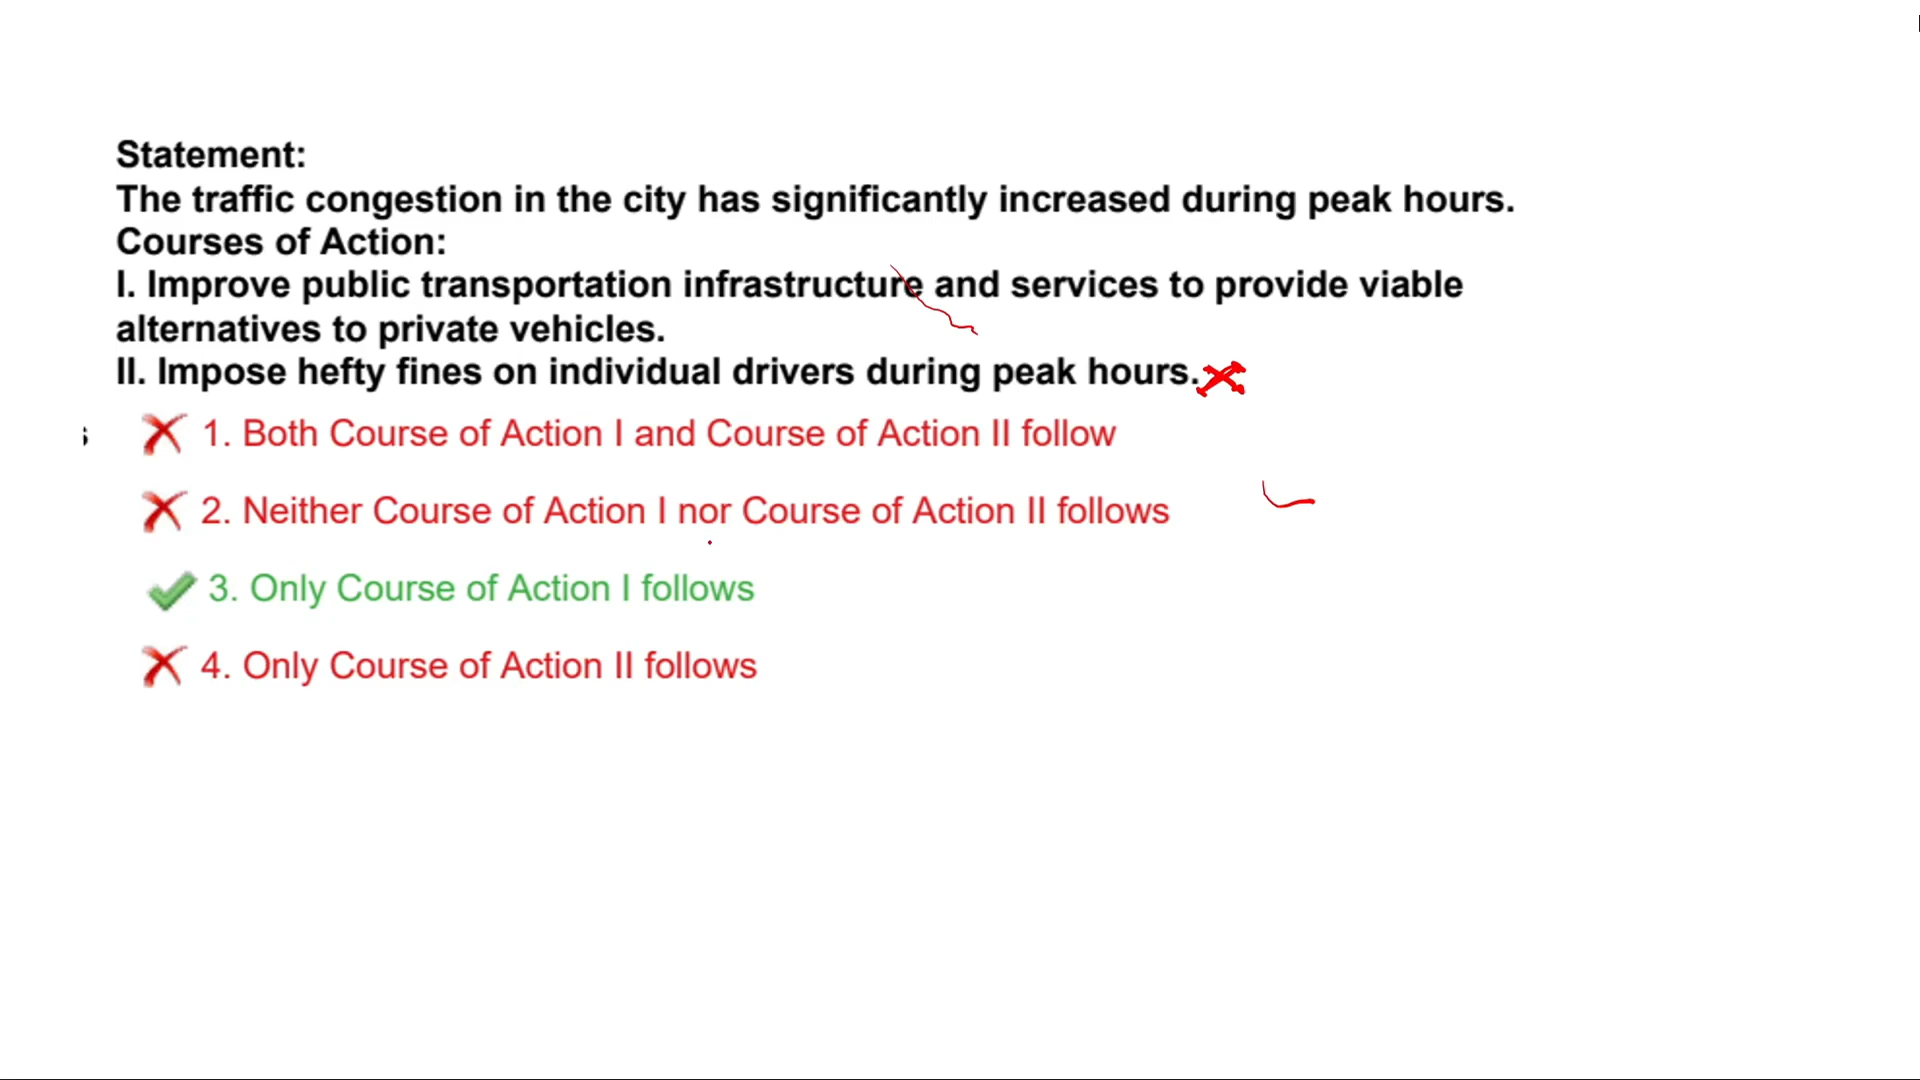 Statement:
The traffic congestion in the city has significantly increased during peak hours.
Courses of Action:
I. Improve public transportation infrastructure and services to provide viable
alternatives to private vehicles.
II. Impose hefty fines on individual drivers during peak hours.
1. Both Course of Action I and Course of Action II follow
2. Neither Course of Action I nor Course of Action II follows
3. Only Course of Action I follows
4. Only Course of Action II follows